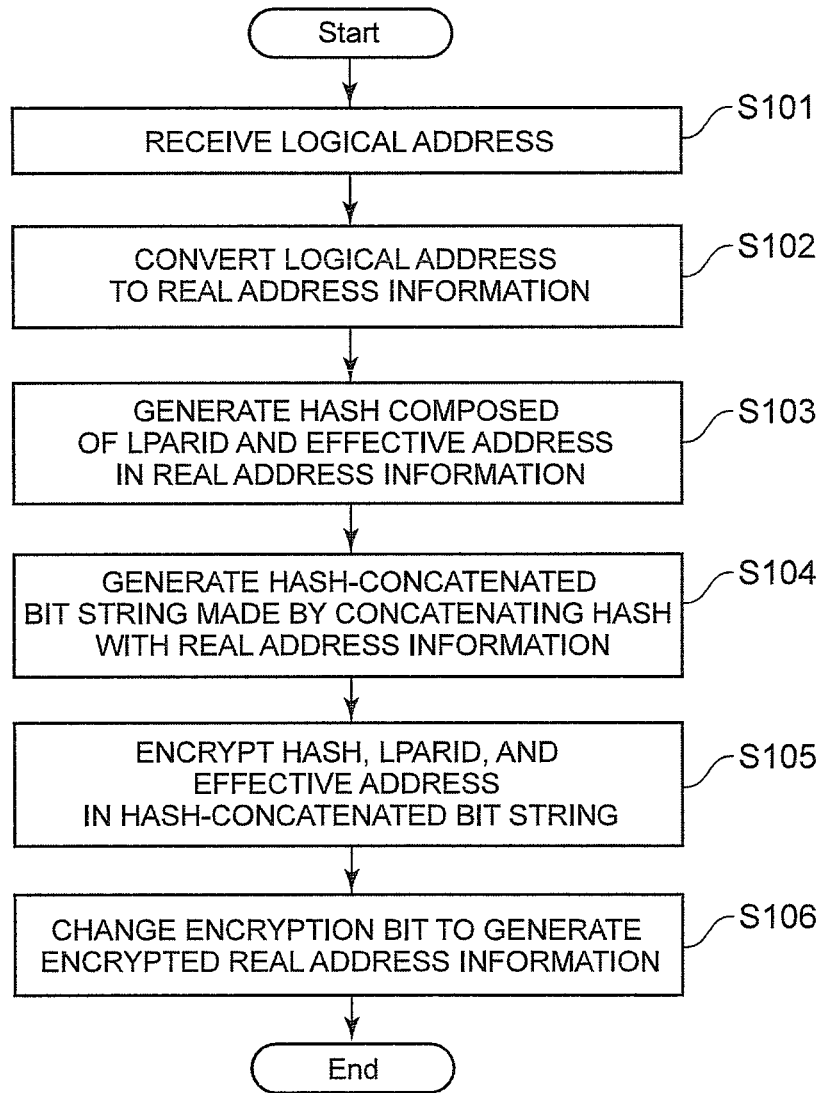 Start
RECEIVE LOGICAL ADDRESS
S101
CONVERT LOGICAL ADDRESS
TO REAL ADDRESS INFORMATION
S102
GENERATE HASH COMPOSED
OF LPARID AND EFFECTIVE ADDRESS
IN REAL ADDRESS INFORMATION
S103
GENERATE HASH-CONCATENATED
BIT STRING MADE BY CONCATENATING HASH
WITH REAL ADDRESS INFORMATION
S104
ENCRYPT HASH, LPARID, AND
EFFECTIVE ADDRESS
IN HASH-CONCATENATED BIT STRING
S105
CHANGE ENCRYPTION BIT TO GENERATE
ENCRYPTED REAL ADDRESS INFORMATION
S106
End